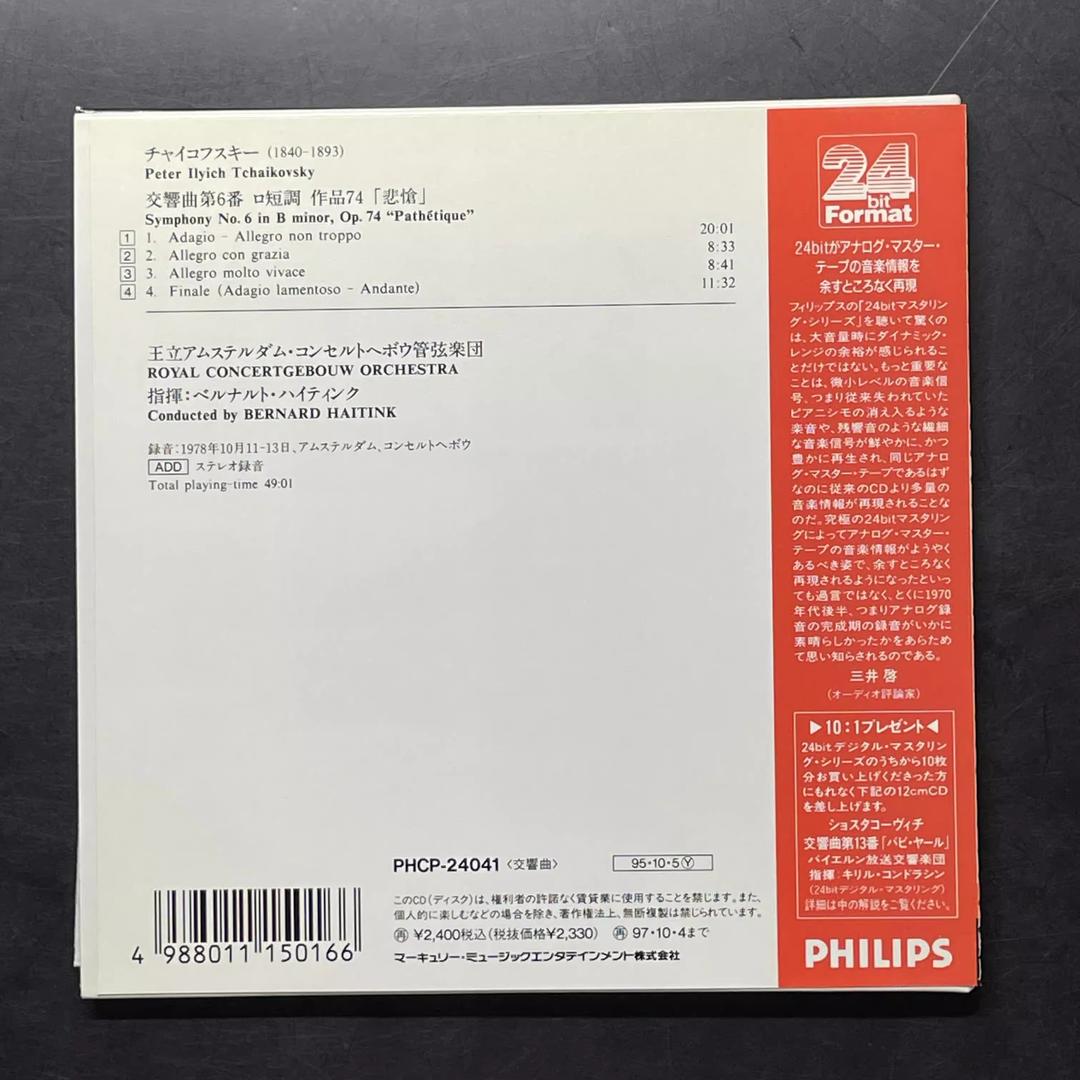 チャイコフスキー (1840-1893)
Peter Ilyich Tchaikovsky
交響曲第6番 ロ短調 作品74「悲愴」
Symphony No. 6 in B minor, Op. 74 “Pathétique”
1 1. Adagio – Allegro non troppo 20:01
2 2. Allegro con grazia 8:33
3 3. Allegro molto vivace 8:41
4 4. Finale (Adagio lamentoso – Andante) 11:32
王立アムステルダム・コンセルトヘボウ管弦楽団
ROYAL CONCERTGEBOUW ORCHESTRA
指揮：ベルナルト・ハイティンク
Conducted by BERNARD HAITINK
録音：1978年10月11-13日、アムステルダム、コンセルトヘボウ
ADD ステレオ録音
Total playing-time 49:01
PHCP-24041〈交響曲〉 95・10・5Ⓨ
このCD(ディスク)は、権利者の許諾なく賃貸業に使用することを禁じます。また、
個人的に楽しむなどの場合を除き、著作権法上、無断複製は禁じられています。
㊢¥2,400税込(税抜価格¥2,330) ㊢97・10・4まで
マーキュリー・ミュージックエンタテインメント株式会社
4 988011 150166
24
bit
Format
24bitがアナログ・マスター・
テープの音楽情報を
余すところなく再現
フィリップスの「24bitマスタリン
グ・シリーズ」を聴いて驚くの
は、大音量時にダイナミック・
レンジの余裕が感じられるこ
とだけではない。もっと重要な
ことは、微小レベルの音楽信
号、つまり従来失われていた
ピアニシモの消え入るような
楽音や、残響音のような繊細
な音楽信号が鮮やかに、かつ
豊かに再生され、同じアナロ
グ・マスター・テープであるはず
なのに従来のCDより多量の
音楽情報が再現されることな
のだ。究極の24bitマスタリン
グによってアナログ・マスター・
テープの音楽情報がようやく
あるべき姿で、余すところなく
再現されるようになったといっ
ても過言ではなく、とくに1970
年代後半、つまりアナログ録
音の完成期の録音がいかに
素晴らしかったかをあらため
て思い知らされるのである。
三井 啓
(オーディオ評論家)
▶10：1プレゼント◀
24bitデジタル・マスタリン
グ・シリーズのうちから10枚
分お買い上げくださった方
にもれなく下記の12cmCD
を差し上げます。
ショスタコーヴィチ
交響曲第13番「バビ・ヤール」
バイエルン放送交響楽団
指揮：キリル・コンドラシン
(24bitデジタル・マスタリング)
詳細は中の解説をご覧ください。
PHILIPS